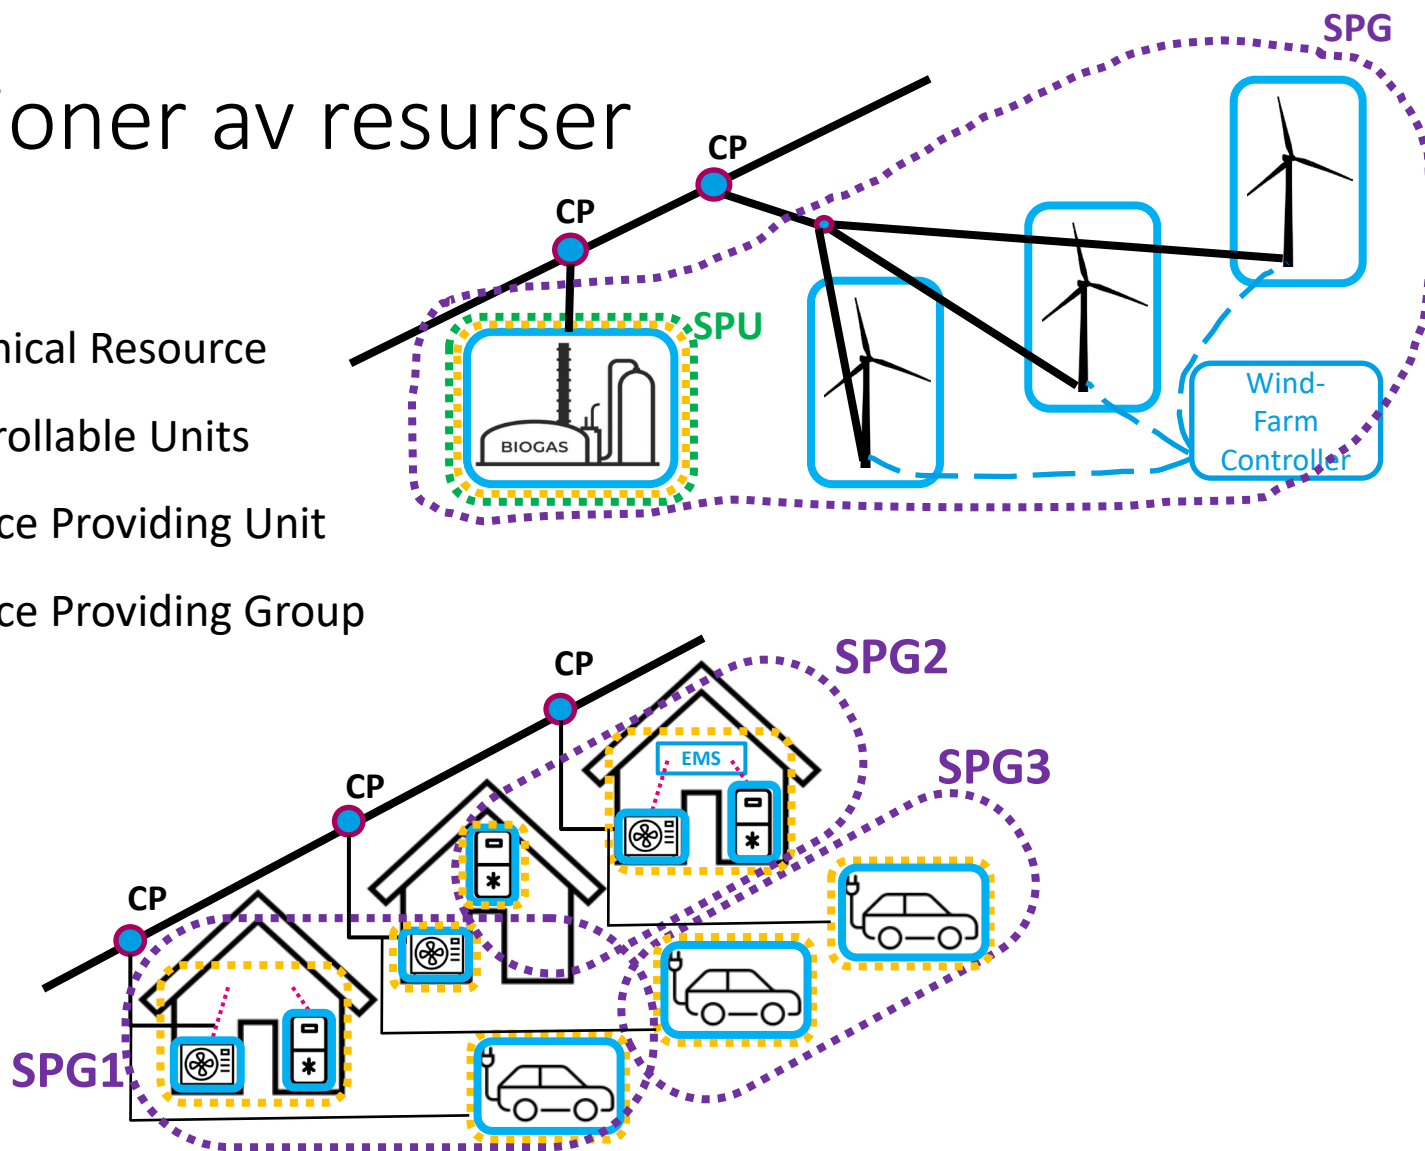 SPG
ioner av resurser
CP
CP
SPU
nical Resource
BIOGAS
Wind-
Farm
Controller
rollable Units
ce Providing Unit
ce Providing Group
CP
SPG2
EMS
SPG3
CP
CP
SPG1